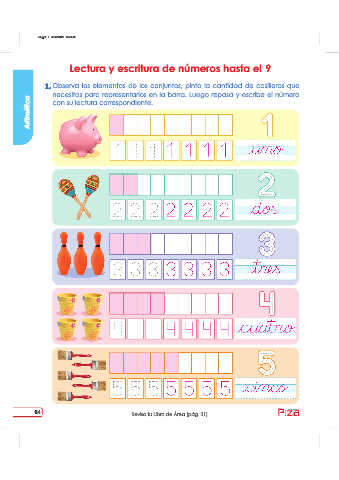 Lectura y escritura de números hasta el 9
1. Observa los elementos de los conjuntos; pinta la cantidad de casilleros que
necesitas para representarlos en la barra. Luego repasa y escribe el número
con su lectura correspondiente.
Aritmética
1 1 1 1 1 1 1
1
uno
2 2 2 2 2 2 2
2
dos
3 3 3 3 3 3 3
3
tres
4 4 4 4
4
cuatro
5 5 5 5 5 5 5
5
cinco
84
Revisa tu Libro de Área (pág. 31)